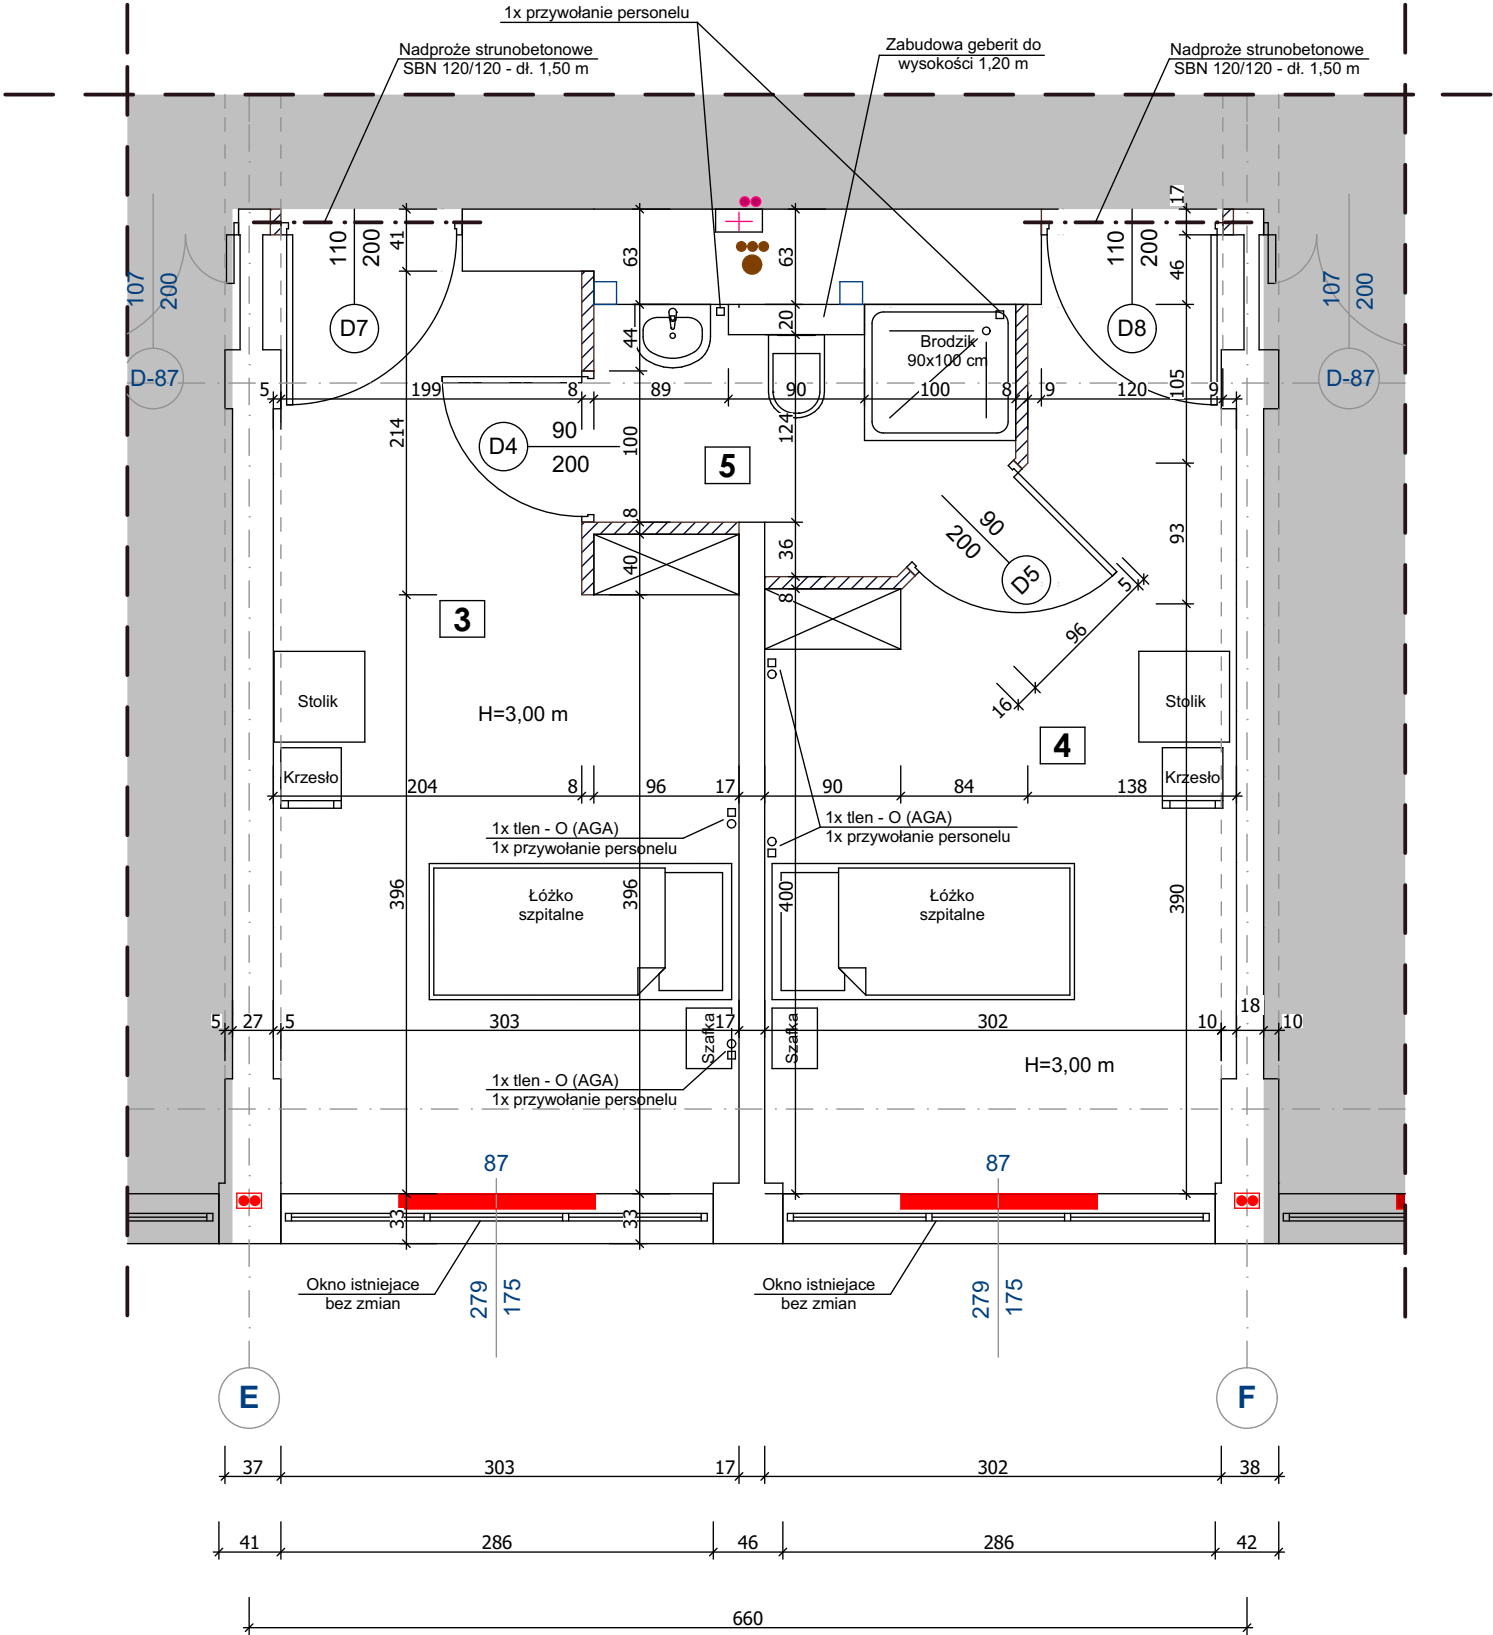 1x przywołanie personelu
Nadproże strunobetonowe
SBN 120/120 - dł. 1,50 m
Zabudowa geberit do
wysokości 1,20 m
Nadproże strunobetonowe
SBN 120/120 - dł. 1,50 m
17
41
110
200
63
63
110
200
46
107
200
107
200
D7
D8
20
44
Brodzik
90x100 cm
D-87
D-87
5
199
8
89
90
100
8
9
120
9
105
214
D4
90
200
100
124
5
8
90
200
93
36
40
D5
5
8
3
96
16
Stolik
H=3,00 m
Stolik
4
Krzesło
Krzesło
204
8
96
17
90
84
138
1x tlen - O (AGA)
1x przywołanie personelu
1x tlen - O (AGA)
1x przywołanie personelu
396
396
400
390
Łóżko
szpitalne
Łóżko
szpitalne
5
27
5
303
17
Szafka
Szafka
302
10
18
10
H=3,00 m
1x tlen - O (AGA)
1x przywołanie personelu
87
87
33
33
Okno istniejace
bez zmian
279
175
Okno istniejace
bez zmian
279
175
E
F
37
303
17
302
38
41
286
46
286
42
660